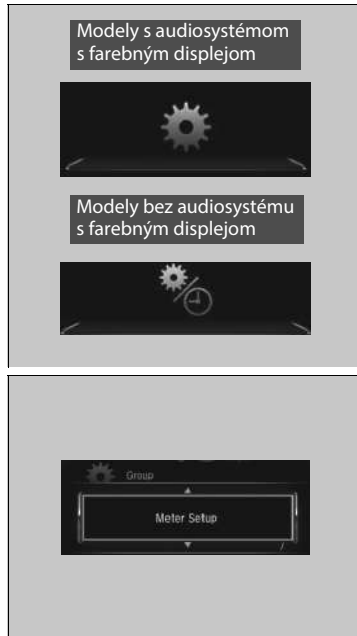 Modely s audiosystémom
s farebným displejom
Modely bez audiosystému
s farebným displejom
Group
Meter Setup